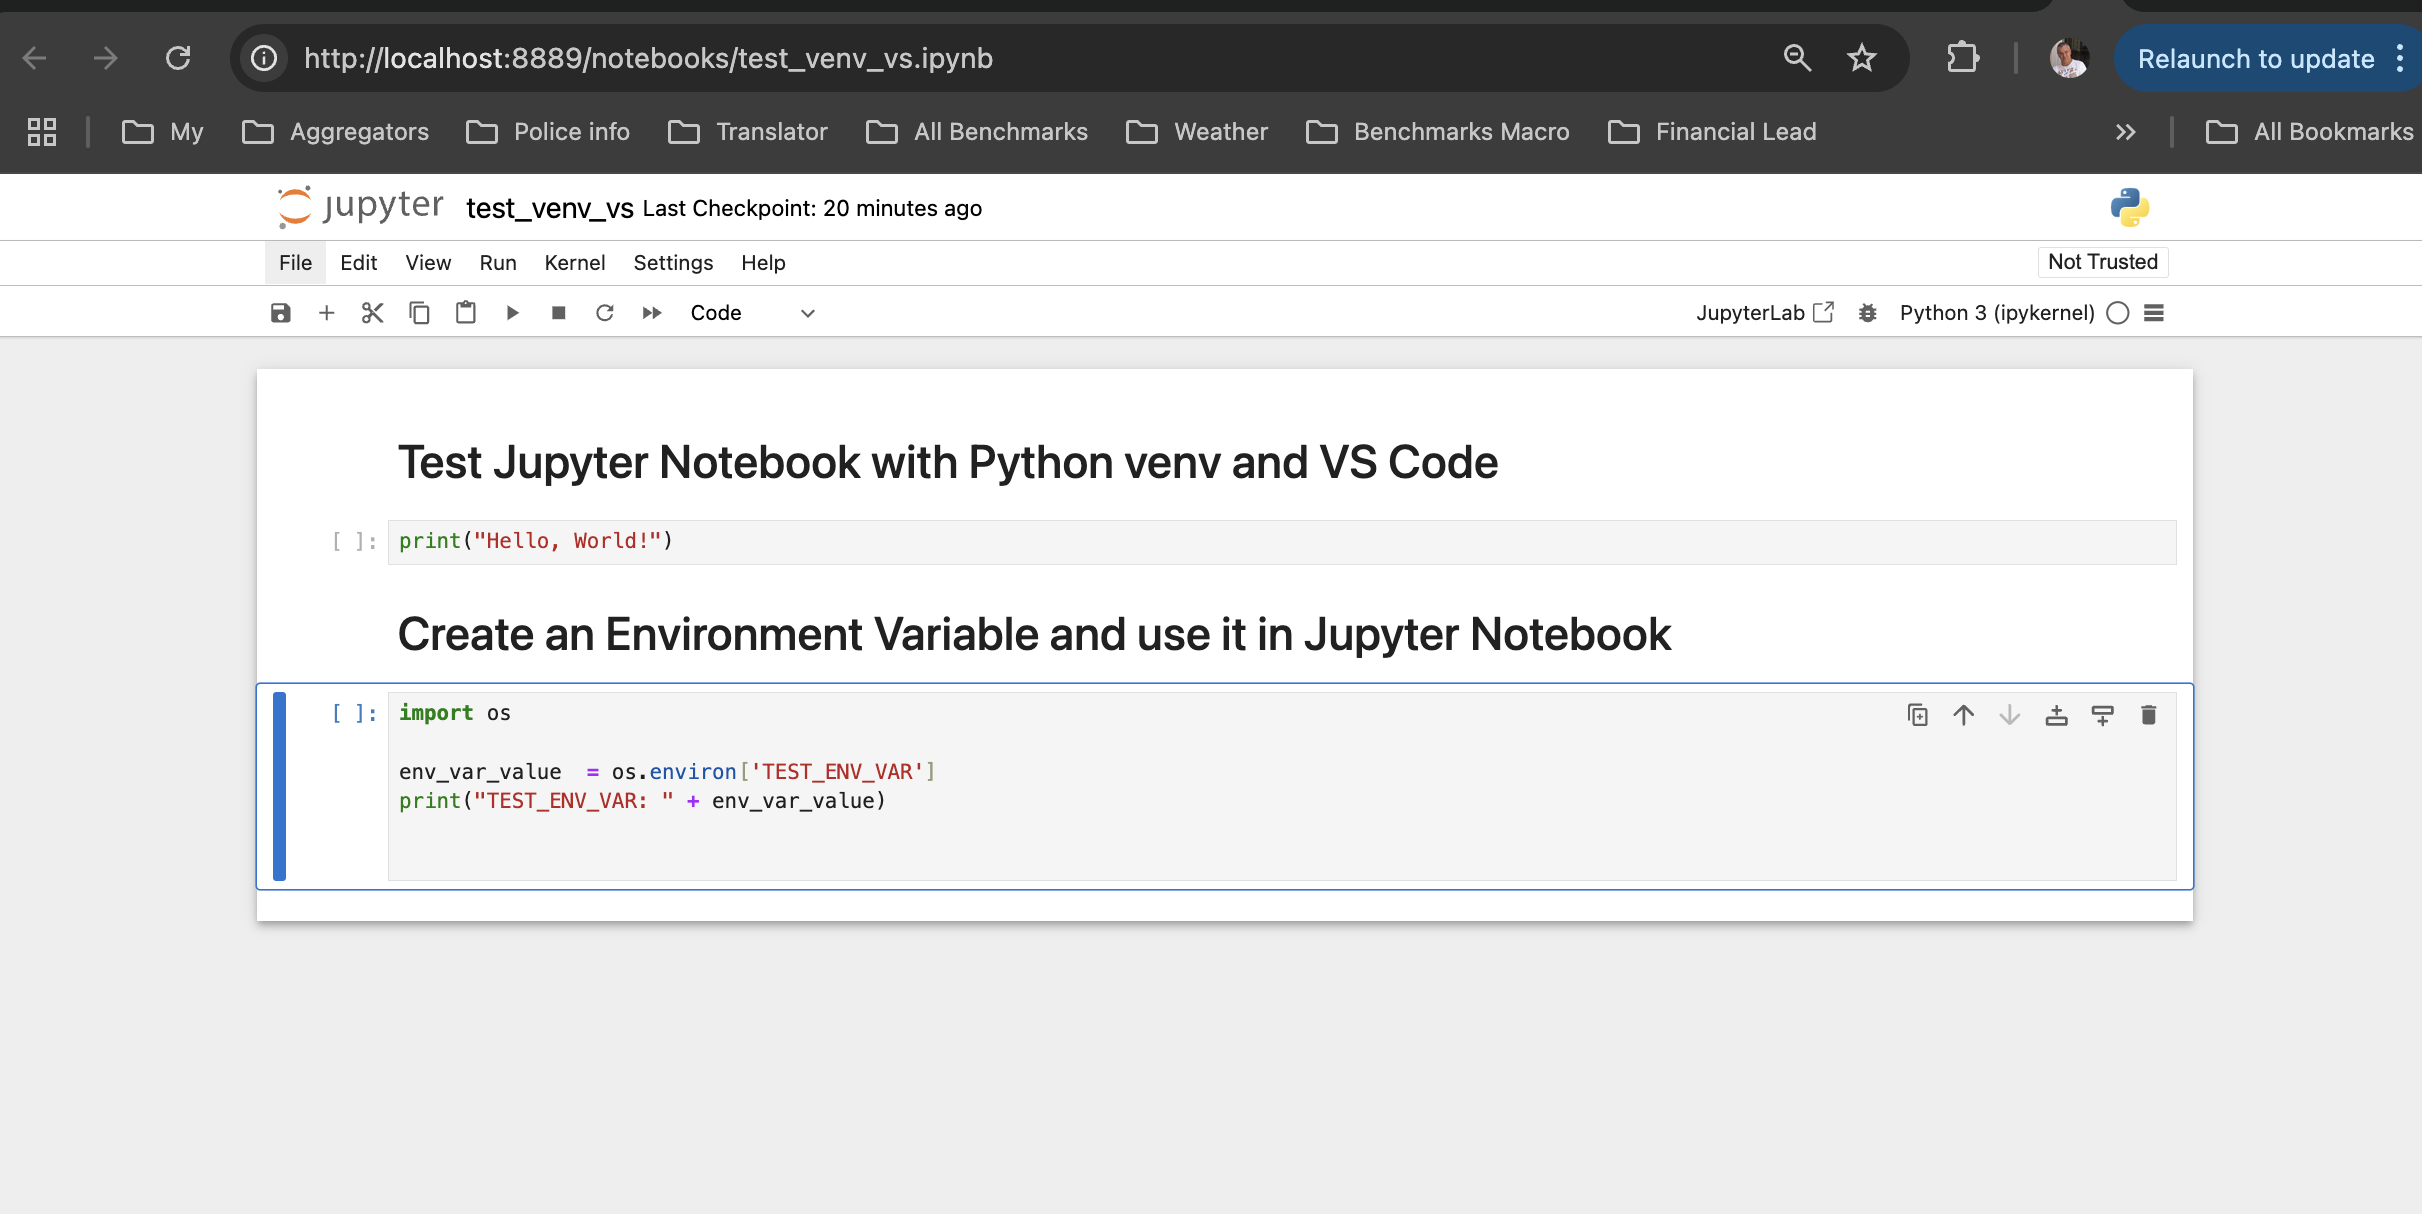 http://localhost:8889/notebooks/test_venv_vs.ipynb
Relaunch to update
My
Aggregators
Police info
Translator
All Benchmarks
Weather
Benchmarks Macro
Financial Lead
All Bookmarks
jupyter test_venv_vs Last Checkpoint: 20 minutes ago
File Edit View Run Kernel Settings Help
Not Trusted
Code
JupyterLab
Python 3 (ipykernel)
Test Jupyter Notebook with Python venv and VS Code
[ ]: print("Hello, World!")
Create an Environment Variable and use it in Jupyter Notebook
[ ]: import os
env_var_value  = os.environ['TEST_ENV_VAR']
print("TEST_ENV_VAR: " + env_var_value)